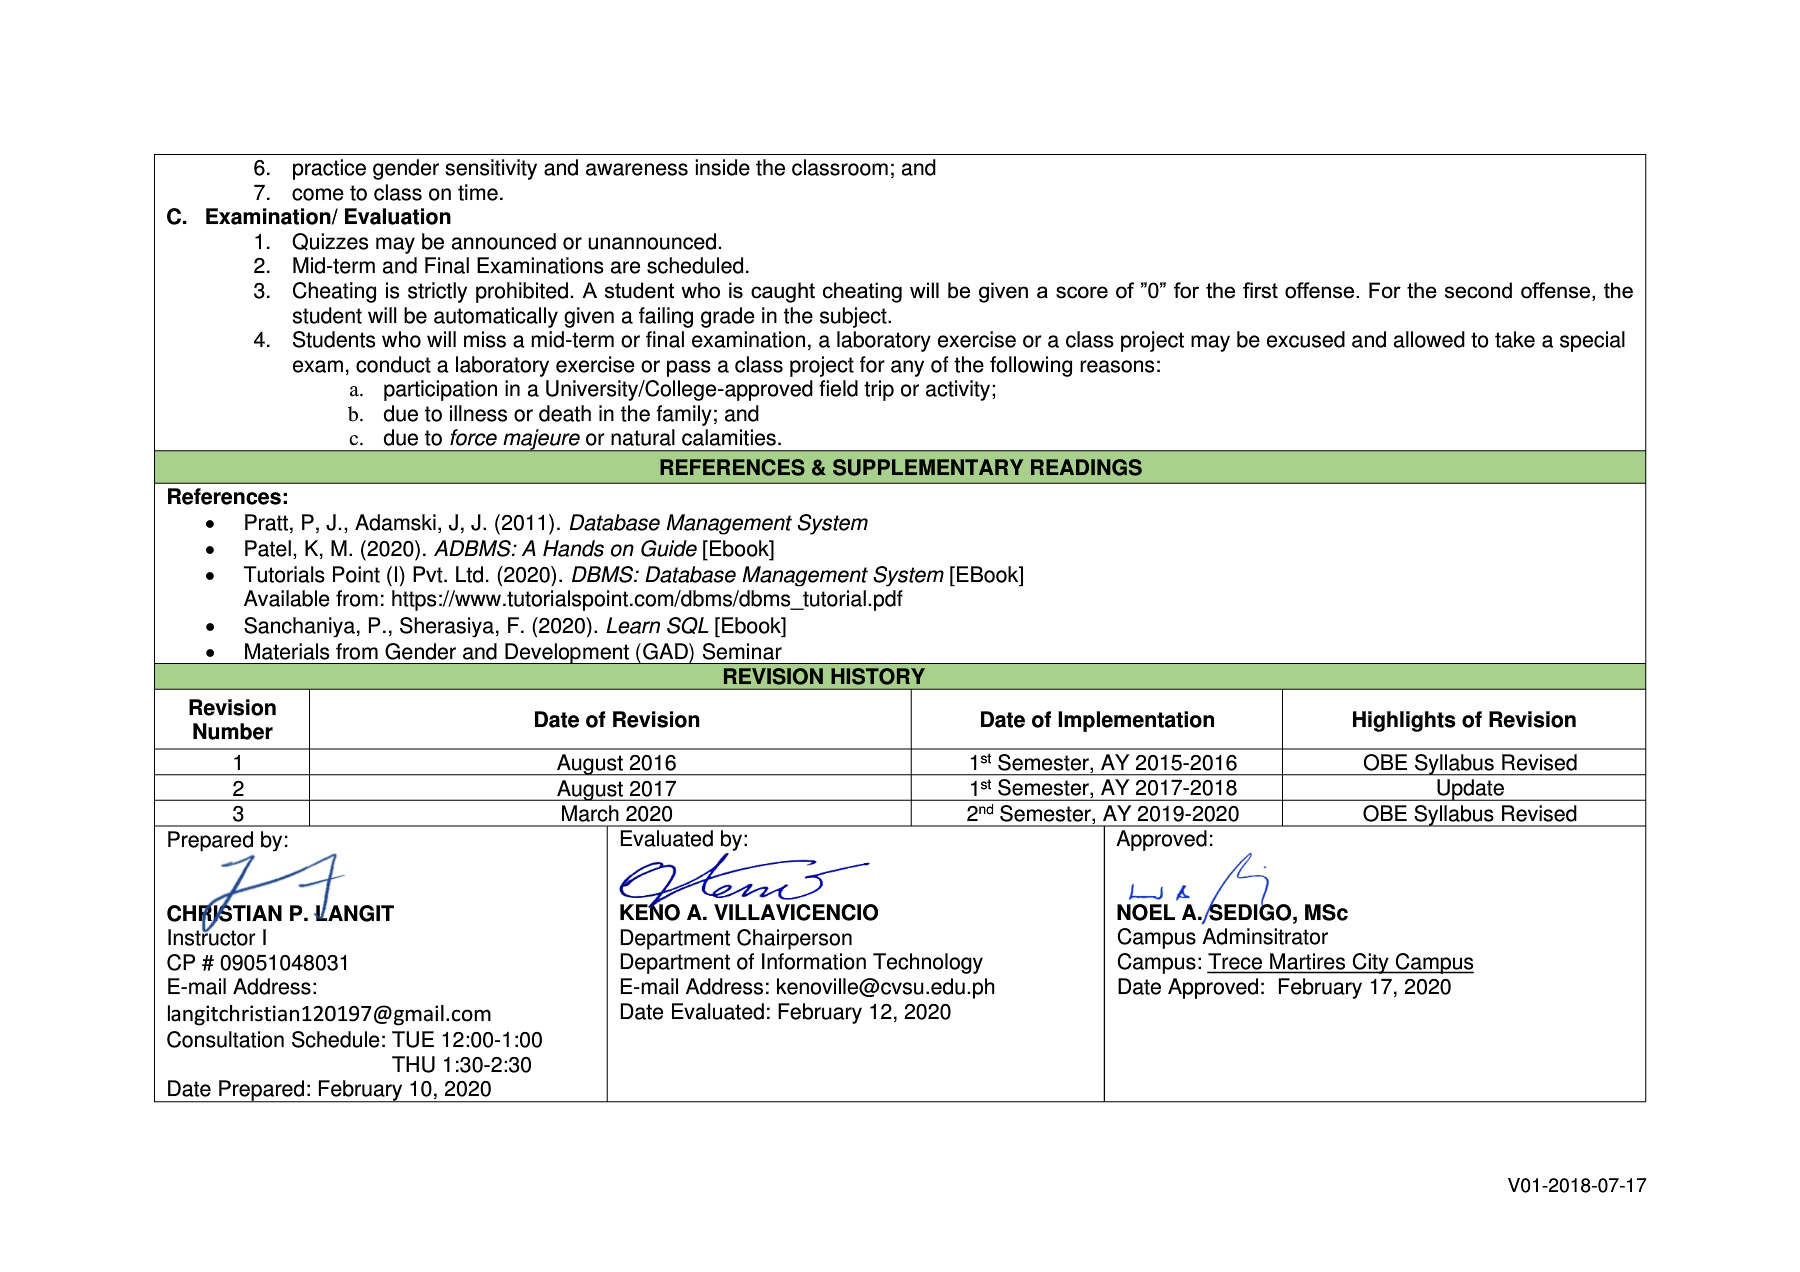 6. practice gender sensitivity and awareness inside the classroom; and
7. come to class on time.
C. Examination/ Evaluation
1. Quizzes may be announced or unannounced.
2. Mid-term and Final Examinations are scheduled.
3. Cheating is strictly prohibited. A student who is caught cheating will be given a score of ”0” for the first offense. For the second offense, the
student will be automatically given a failing grade in the subject.
4. Students who will miss a mid-term or final examination, a laboratory exercise or a class project may be excused and allowed to take a special
exam, conduct a laboratory exercise or pass a class project for any of the following reasons:
a. participation in a University/College-approved field trip or activity;
b. due to illness or death in the family; and
c. due to force majeure or natural calamities.
REFERENCES & SUPPLEMENTARY READINGS
References:
• Pratt, P, J., Adamski, J, J. (2011). Database Management System
• Patel, K, M. (2020). ADBMS: A Hands on Guide [Ebook]
• Tutorials Point (I) Pvt. Ltd. (2020). DBMS: Database Management System [EBook]
Available from: https://www.tutorialspoint.com/dbms/dbms_tutorial.pdf
• Sanchaniya, P., Sherasiya, F. (2020). Learn SQL [Ebook]
• Materials from Gender and Development (GAD) Seminar
REVISION HISTORY
Revision Number Date of Revision Date of Implementation Highlights of Revision
1 August 2016 1st Semester, AY 2015-2016 OBE Syllabus Revised
2 August 2017 1st Semester, AY 2017-2018 Update
3 March 2020 2nd Semester, AY 2019-2020 OBE Syllabus Revised
Prepared by:
CHRISTIAN P. LANGIT
Instructor I
CP # 09051048031
E-mail Address:
langitchristian120197@gmail.com
Consultation Schedule: TUE 12:00-1:00
THU 1:30-2:30
Date Prepared: February 10, 2020
Evaluated by:
KENO A. VILLAVICENCIO
Department Chairperson
Department of Information Technology
E-mail Address: kenoville@cvsu.edu.ph
Date Evaluated: February 12, 2020
Approved:
NOEL A. SEDIGO, MSc
Campus Adminsitrator
Campus: Trece Martires City Campus
Date Approved: February 17, 2020
V01-2018-07-17